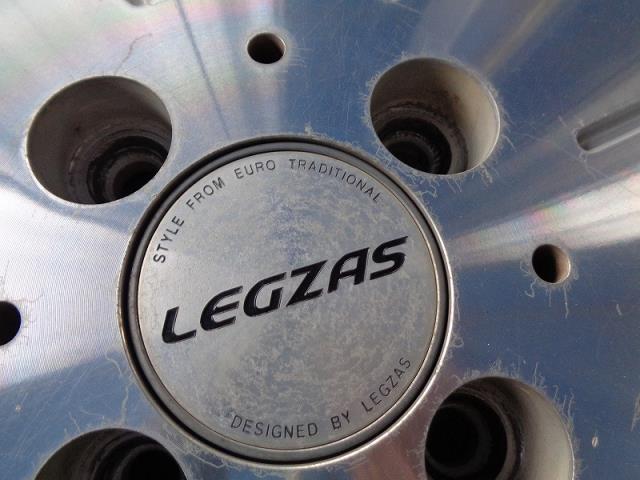 STYLE FROM EURO TRADITIONAL
LEGZAS
DESIGNED BY LEGZAS